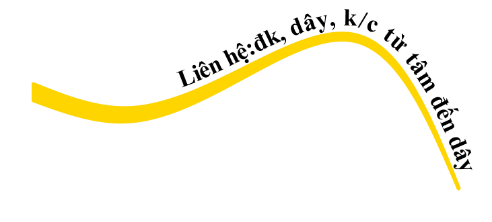 Liên hệ:đk, dây, k/c từ tâm đến dây